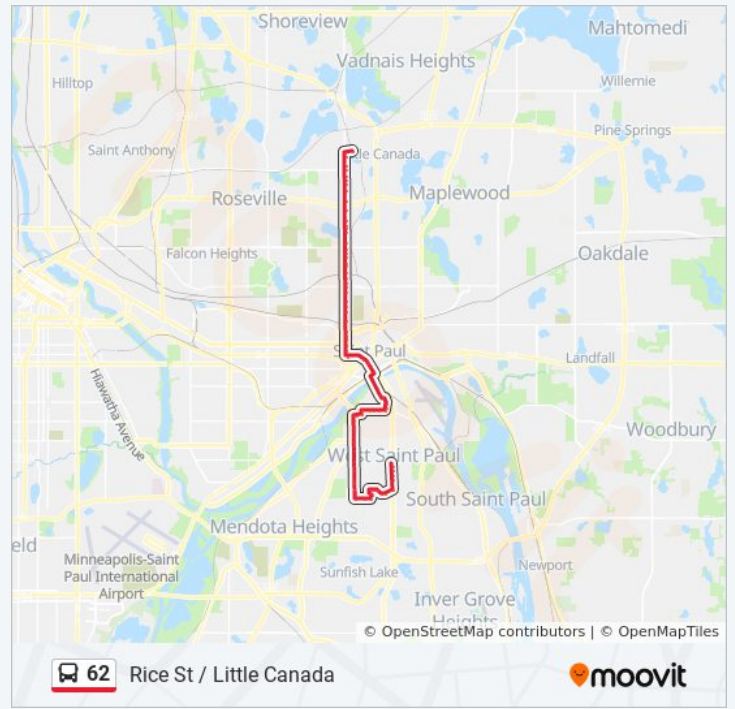 Shoreview
Mahtomedi
Vadnais Heights
Hilltop
Willernie
Pine Springs
Saint Anthony
le Canada
Roseville
Maplewood
Falcon Heights
Oakdale
S t Paul
Landfall
Hiawatha Avenue
Woodbury
West Saint Paul
South Saint Paul
Mendota Heights
eld
Minneapolis-Saint
Paul International
Airport
Sunfish Lake
Newport
Inver Grove
Heights
© OpenStreetMap contributors | © OpenMapTiles
62 Rice St / Little Canada
moovit